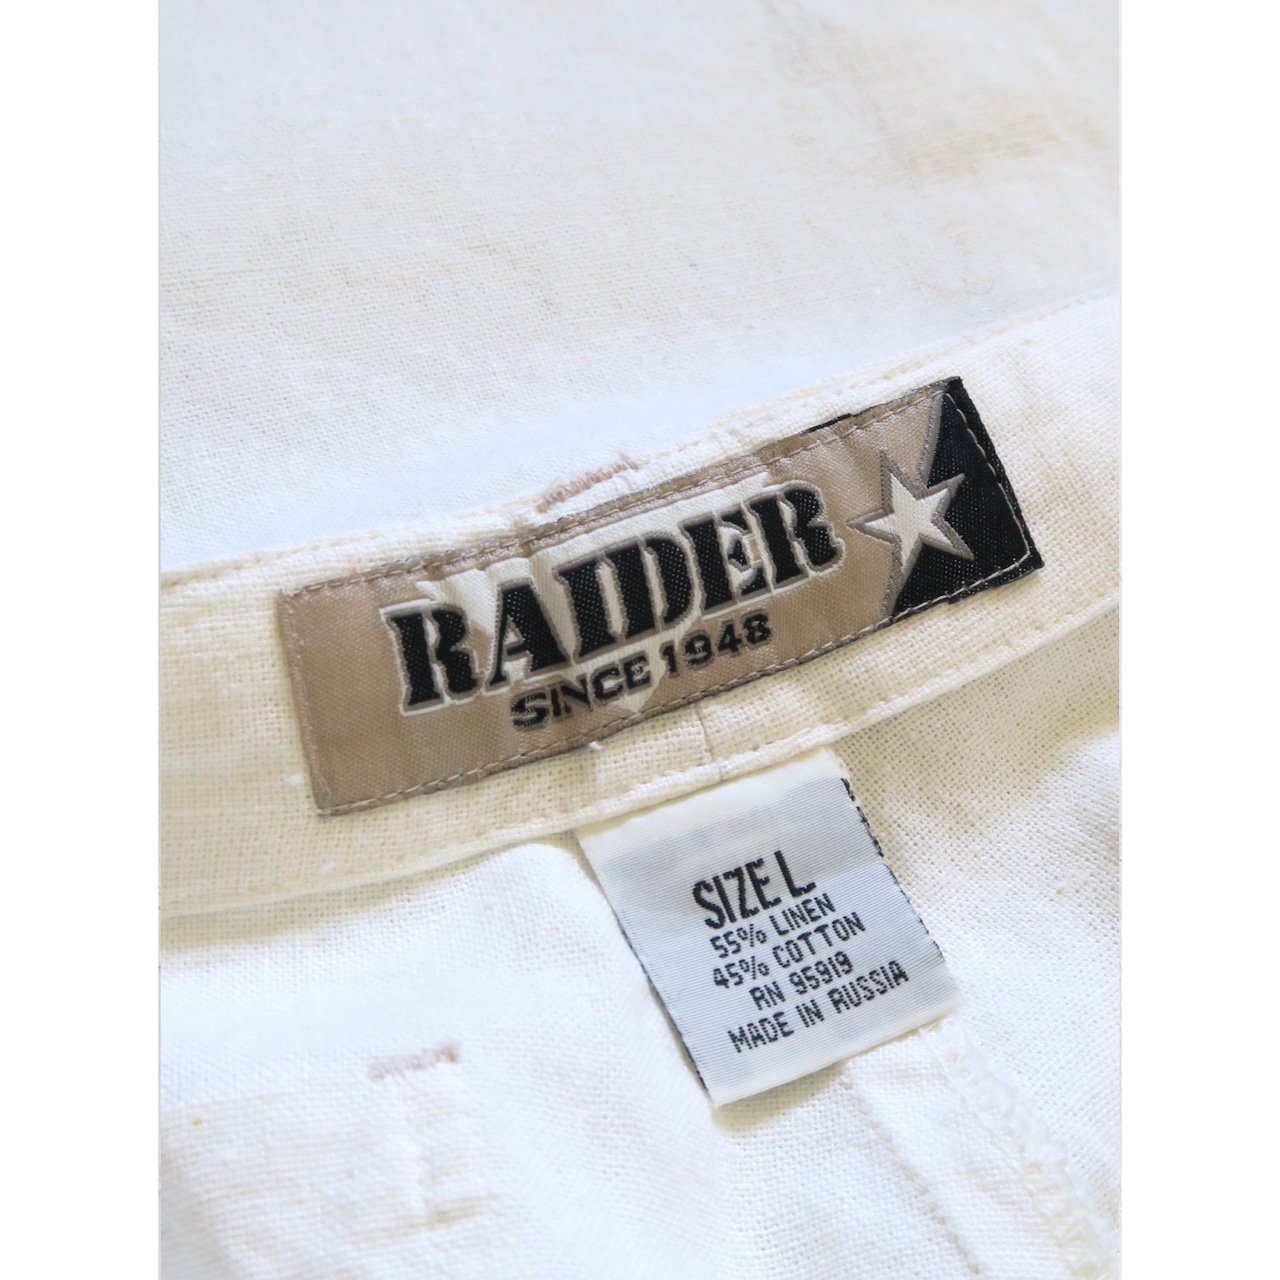 RAIDER
SINCE 1948
SIZE L
55% LINEN
45% COTTON
RN 95919
MADE IN RUSSIA